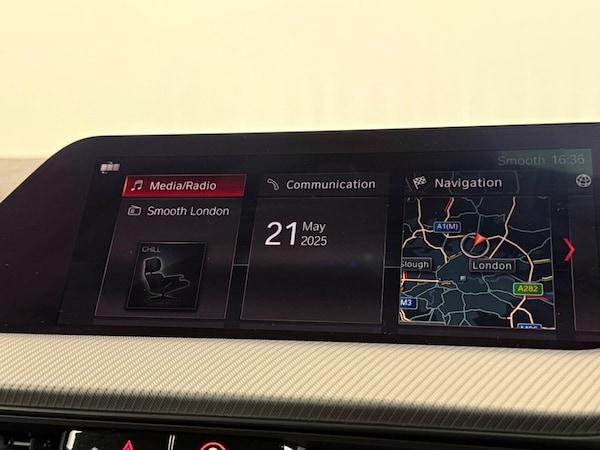 Smooth 16:36
Media/Radio
Smooth London
CHILL
Communication
21 May
2025
Navigation
A1(M)
Slough
London
A282
M3